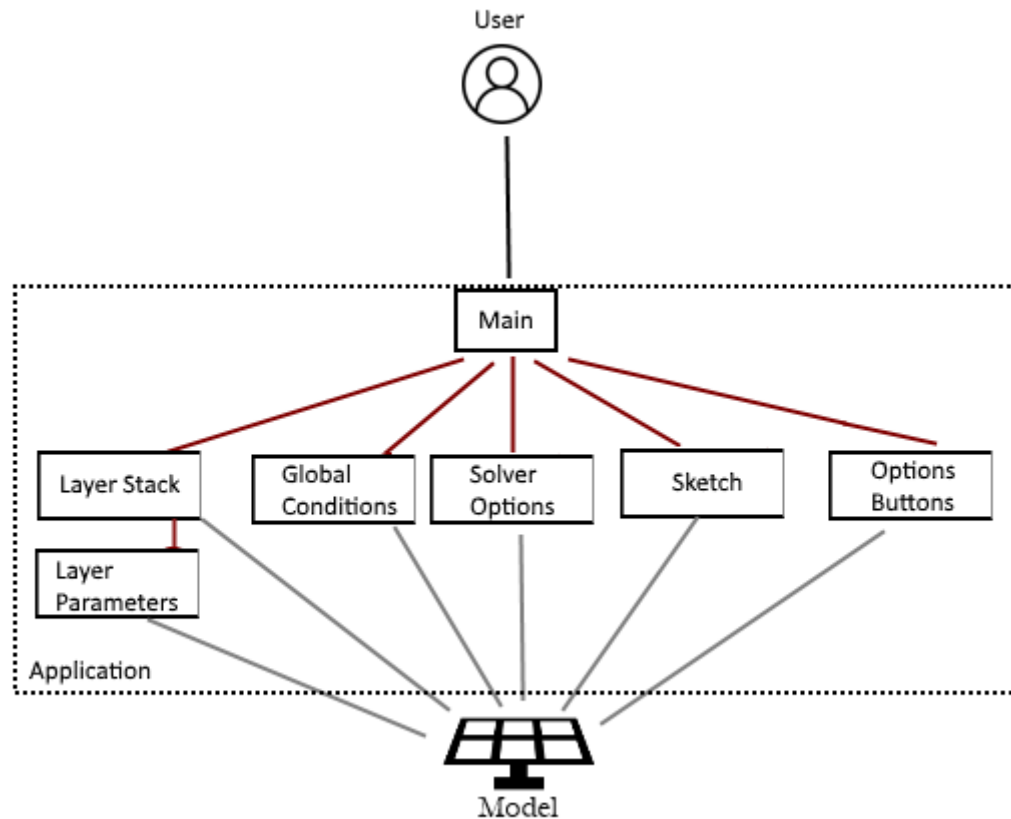 User
Main
Layer Stack
Global
Conditions
Solver
Options
Sketch
Options
Buttons
Layer
Parameters
Application
Model